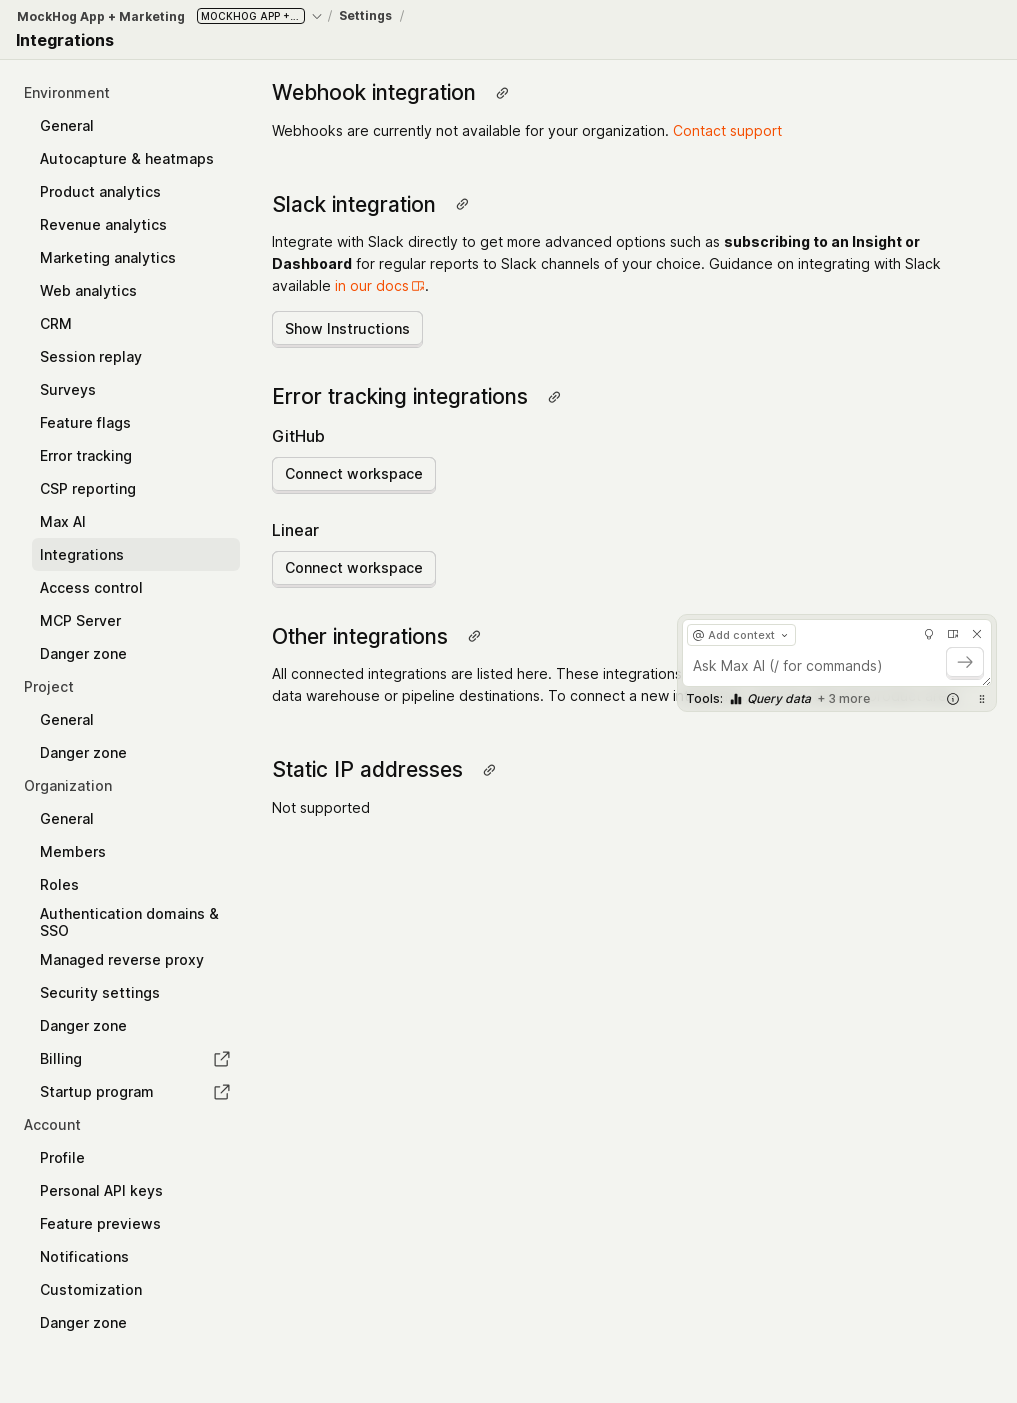 MockHog App + Marketing MOCKHOG APP +... / Settings /
Integrations
Environment
General
Autocapture & heatmaps
Product analytics
Revenue analytics
Marketing analytics
Web analytics
CRM
Session replay
Surveys
Feature flags
Error tracking
CSP reporting
Max AI
Integrations
Access control
MCP Server
Danger zone
Project
General
Danger zone
Organization
General
Members
Roles
Authentication domains &
SSO
Managed reverse proxy
Security settings
Danger zone
Billing
Startup program
Account
Profile
Personal API keys
Feature previews
Notifications
Customization
Danger zone
Webhook integration
Webhooks are currently not available for your organization. Contact support
Slack integration
Integrate with Slack directly to get more advanced options such as subscribing to an Insight or
Dashboard for regular reports to Slack channels of your choice. Guidance on integrating with Slack
available in our docs.
Show Instructions
Error tracking integrations
GitHub
Connect workspace
Linear
Connect workspace
Other integrations
All connected integrations are listed here. These integrations
data warehouse or pipeline destinations. To connect a new
Add context
Ask Max AI (/ for commands)
Tools: Query data + 3 more
Static IP addresses
Not supported